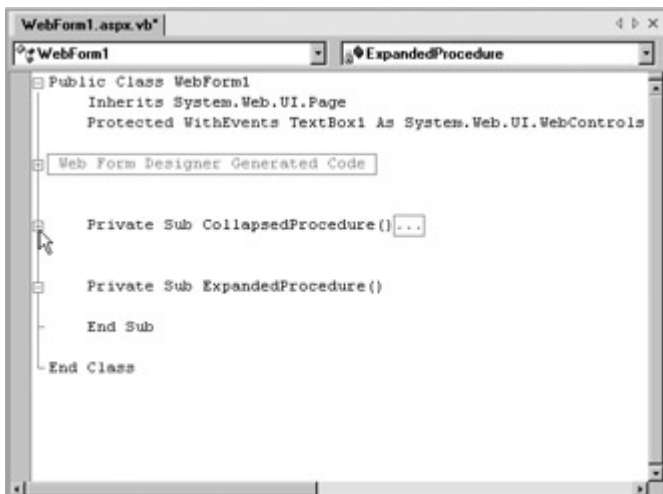 WebForm1.aspx.vb*
WebForm1 ExpandedProcedure
Public Class WebForm1
Inherits System.Web.UI.Page
Protected WithEvents TextBox1 As System.Web.UI.WebControls
Web Form Designer Generated Code
Private Sub CollapsedProcedure()...
Private Sub ExpandedProcedure()
End Sub
End Class